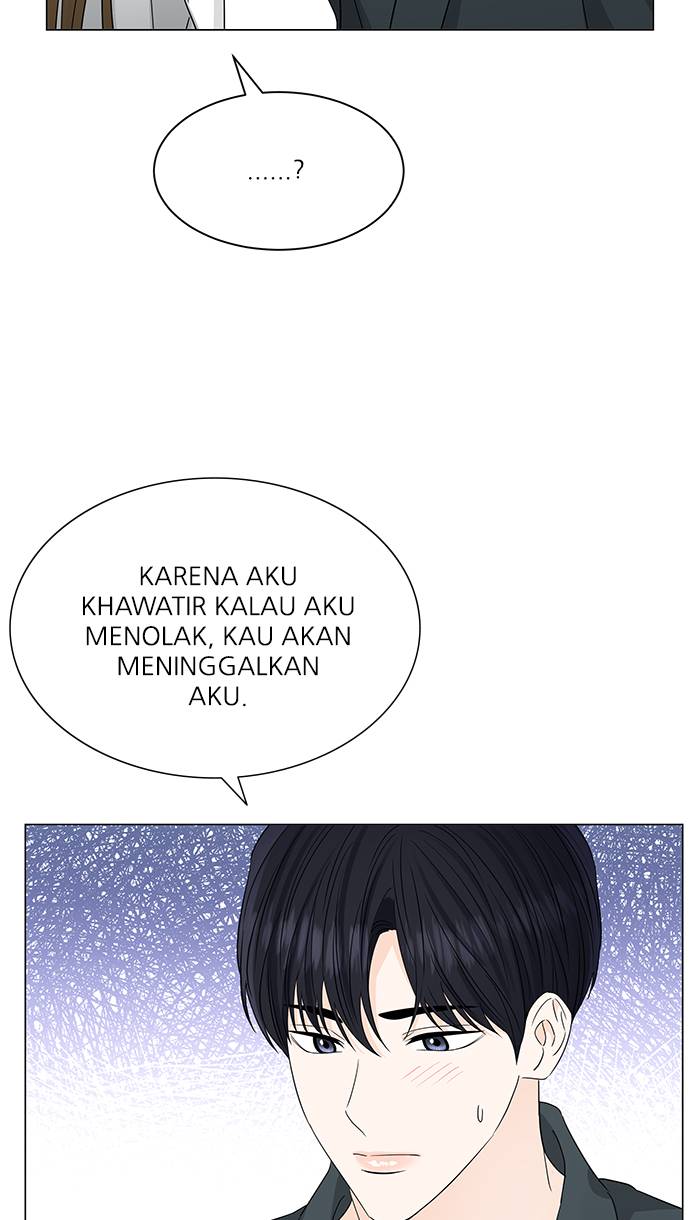 ......?
KARENA AKU
KHAWATIR KALAU AKU
MENOLAK, KAU AKAN
MENINGGALKAN
AKU.